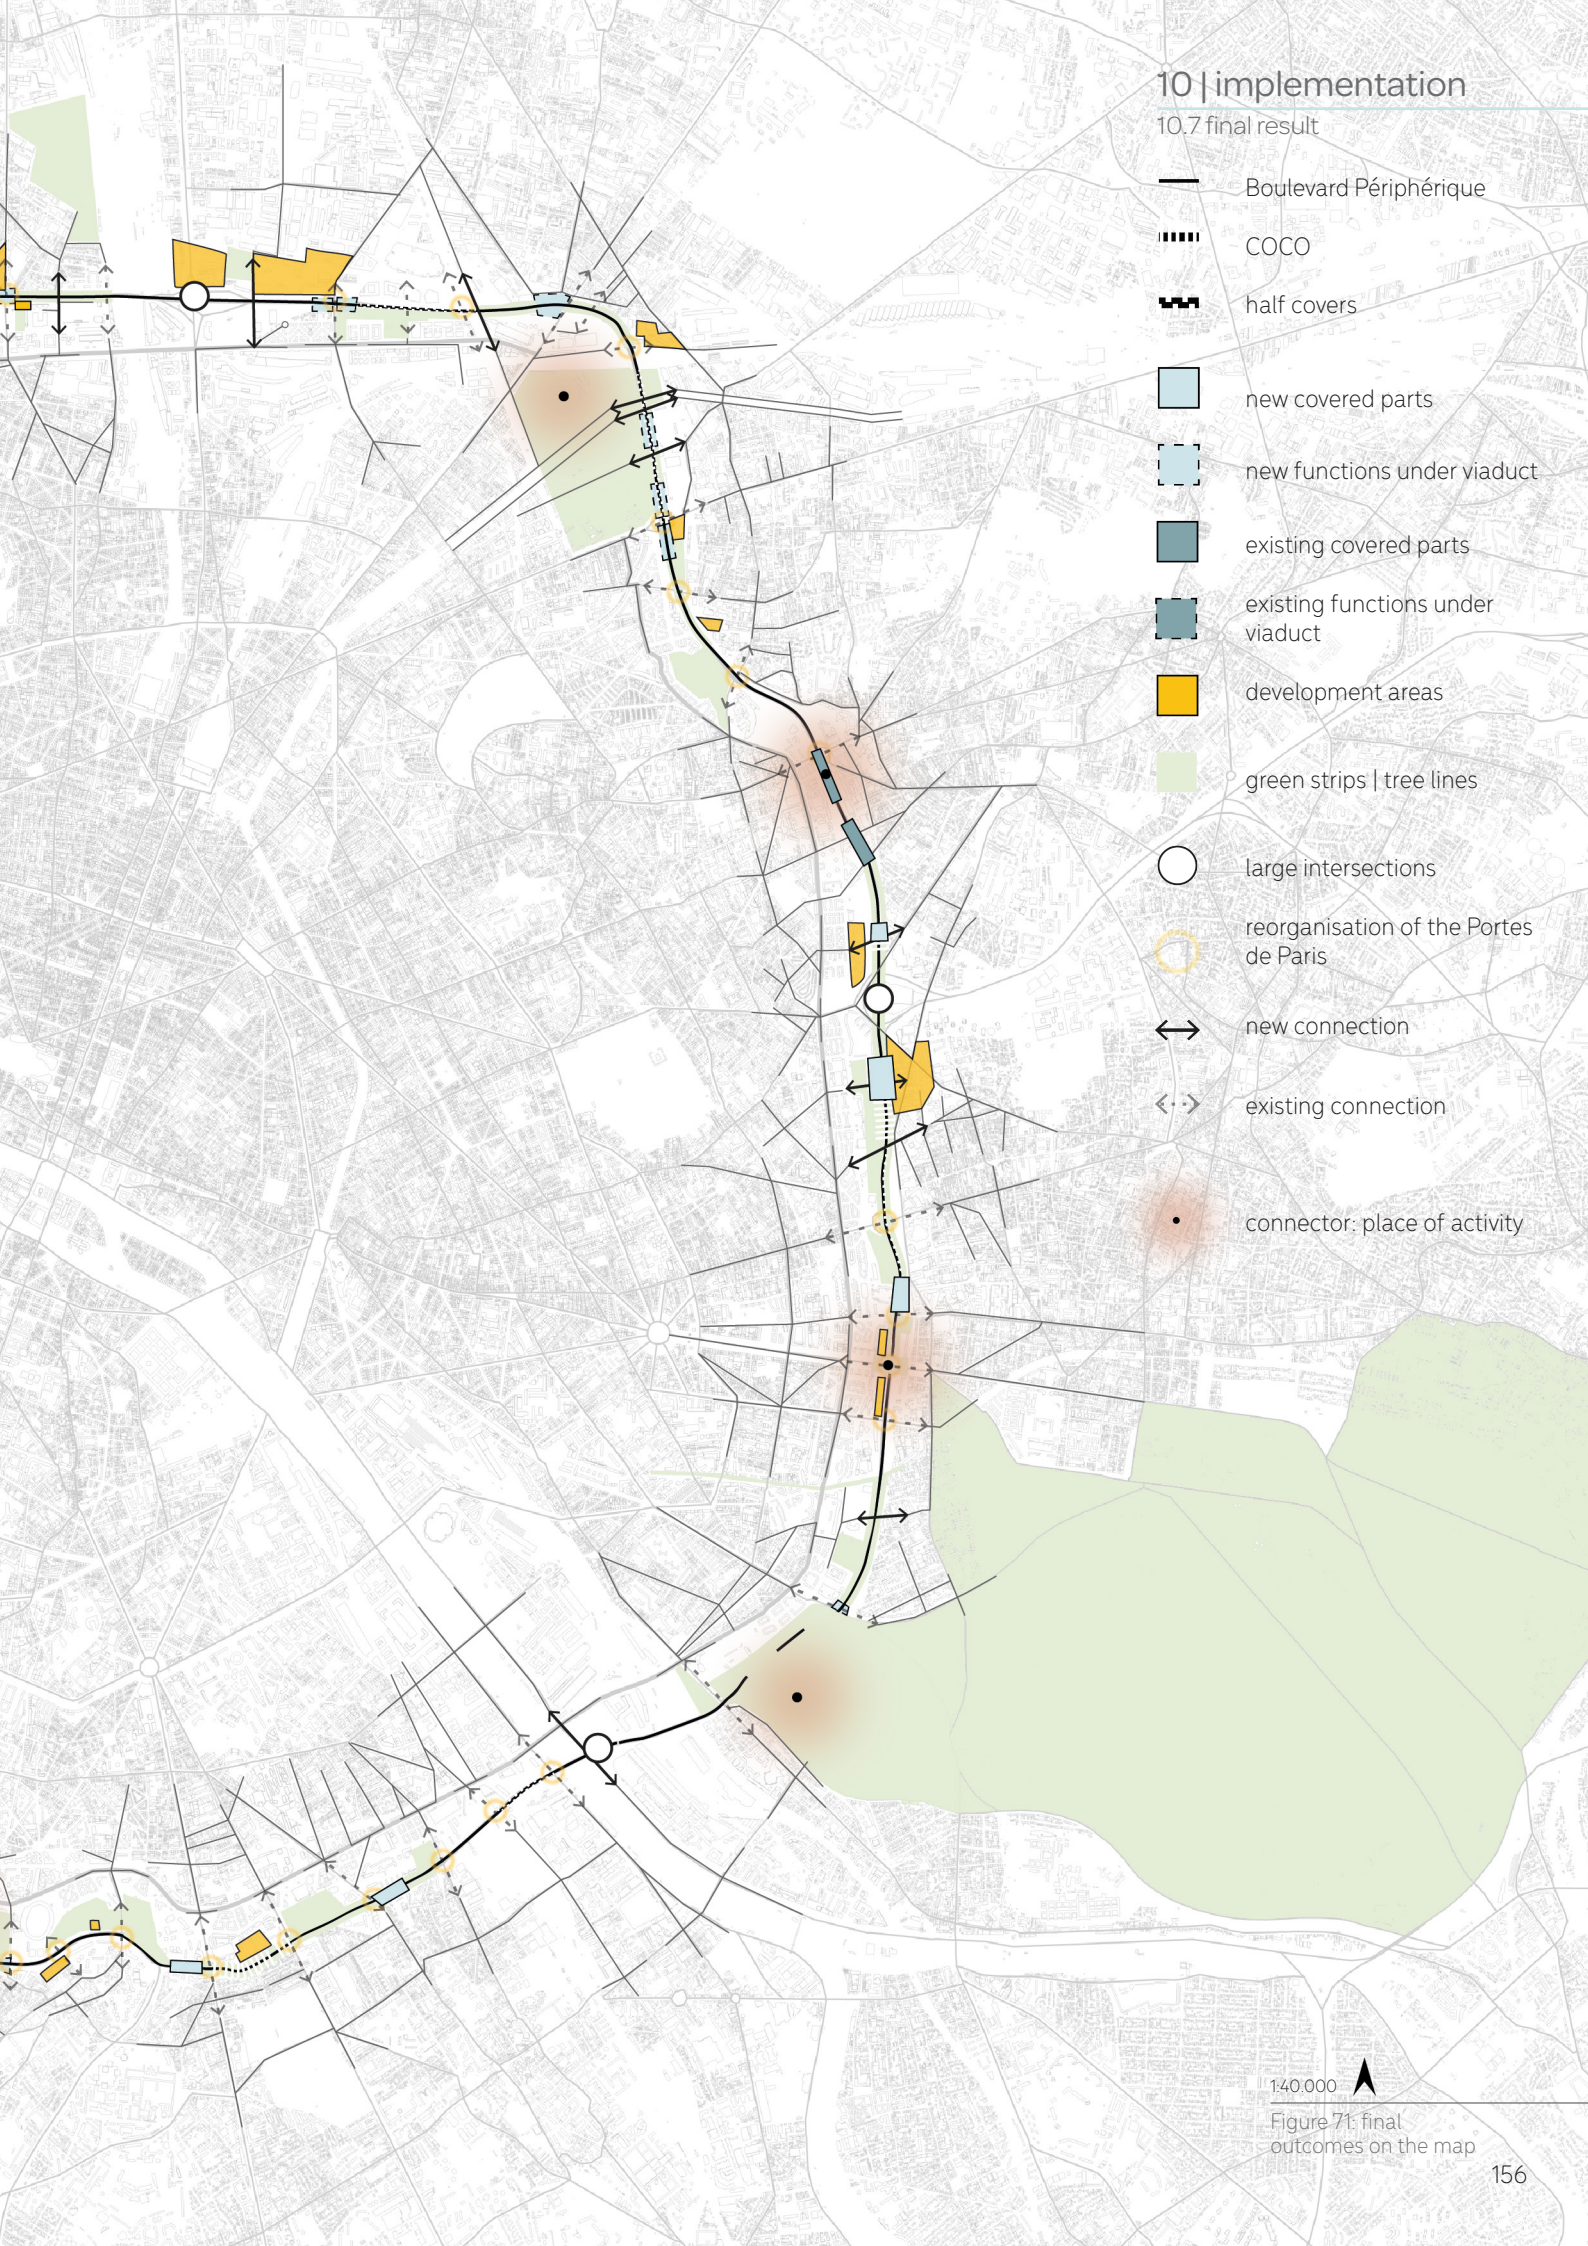 10 | implementation
10.7 final result
Boulevard Périphérique
COCO
half covers
new covered parts
new functions under viaduct
existing covered parts
existing functions under
viaduct
development areas
green strips | tree lines
large intersections
reorganisation of the Portes
de Paris
new connection
existing connection
connector: place of activity
1:40.000
Figure 71: final
outcomes on the map
156